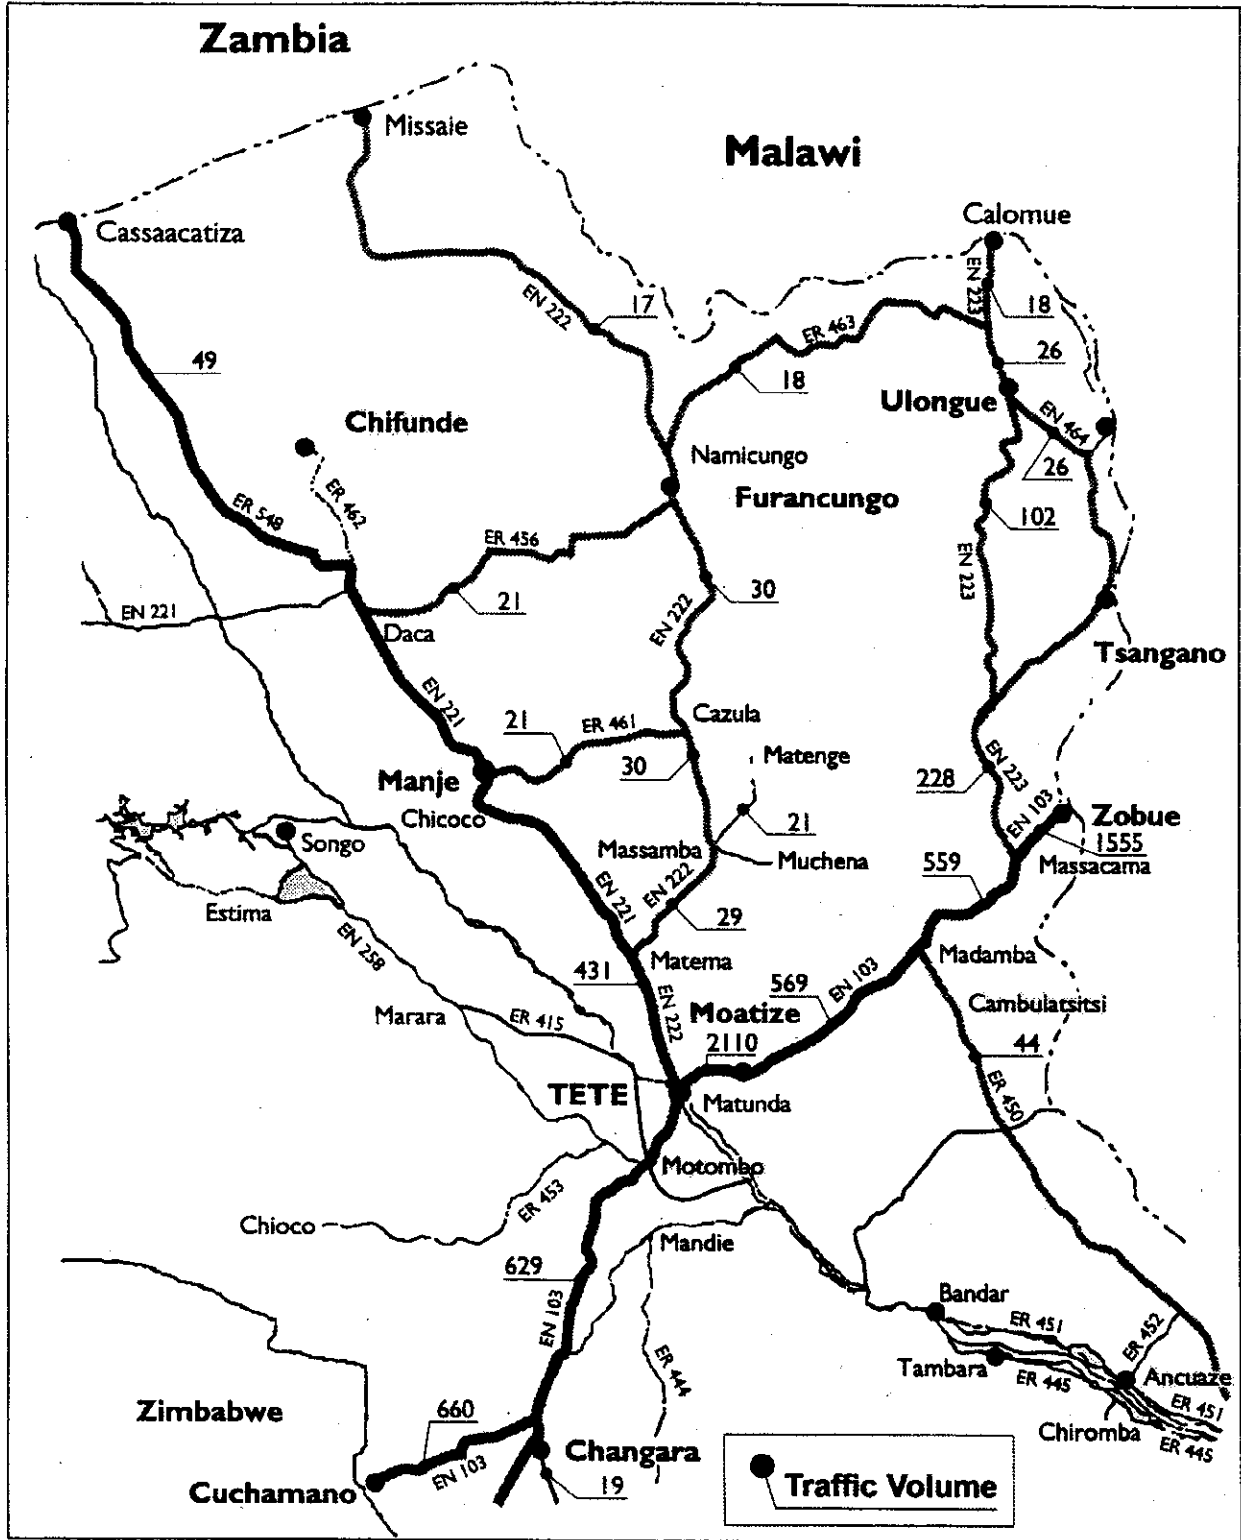 Zambia
Missaie
Malawi
Cassaacatiza
Calomue
EN 223
EN 222
17
18
ER 463
49
18
26
Ulongue
EN 464
Chifunde
26
Namicungo
ER 462
Furancungo
102
ER 548
ER 456
EN 223
21
30
EN 221
EN 222
Daca
Tsangano
EN 221
Cazula
21
ER 461
Matenge
30
EN 223
228
Manje
EN 103
Zobue
Chicoco
21
1555
Songo
Massamba
Muchena
559
Massacama
EN 222
Estima
EN 221
29
EN 258
Matema
Madamba
431
EN 103
569
EN 222
Moatize
Cambulatsitsi
Marara
ER 415
2110
44
TETE
Matunda
ER 450
Motombo
ER 453
Chioco
Mandie
629
Bandar
EN 103
ER 451
ER 452
ER 444
Tambara
ER 445
Ancuaze
Zimbabwe
660
ER 451
Chiromba
ER 445
Changara
EN 103
19
Cuchamano
Traffic Volume